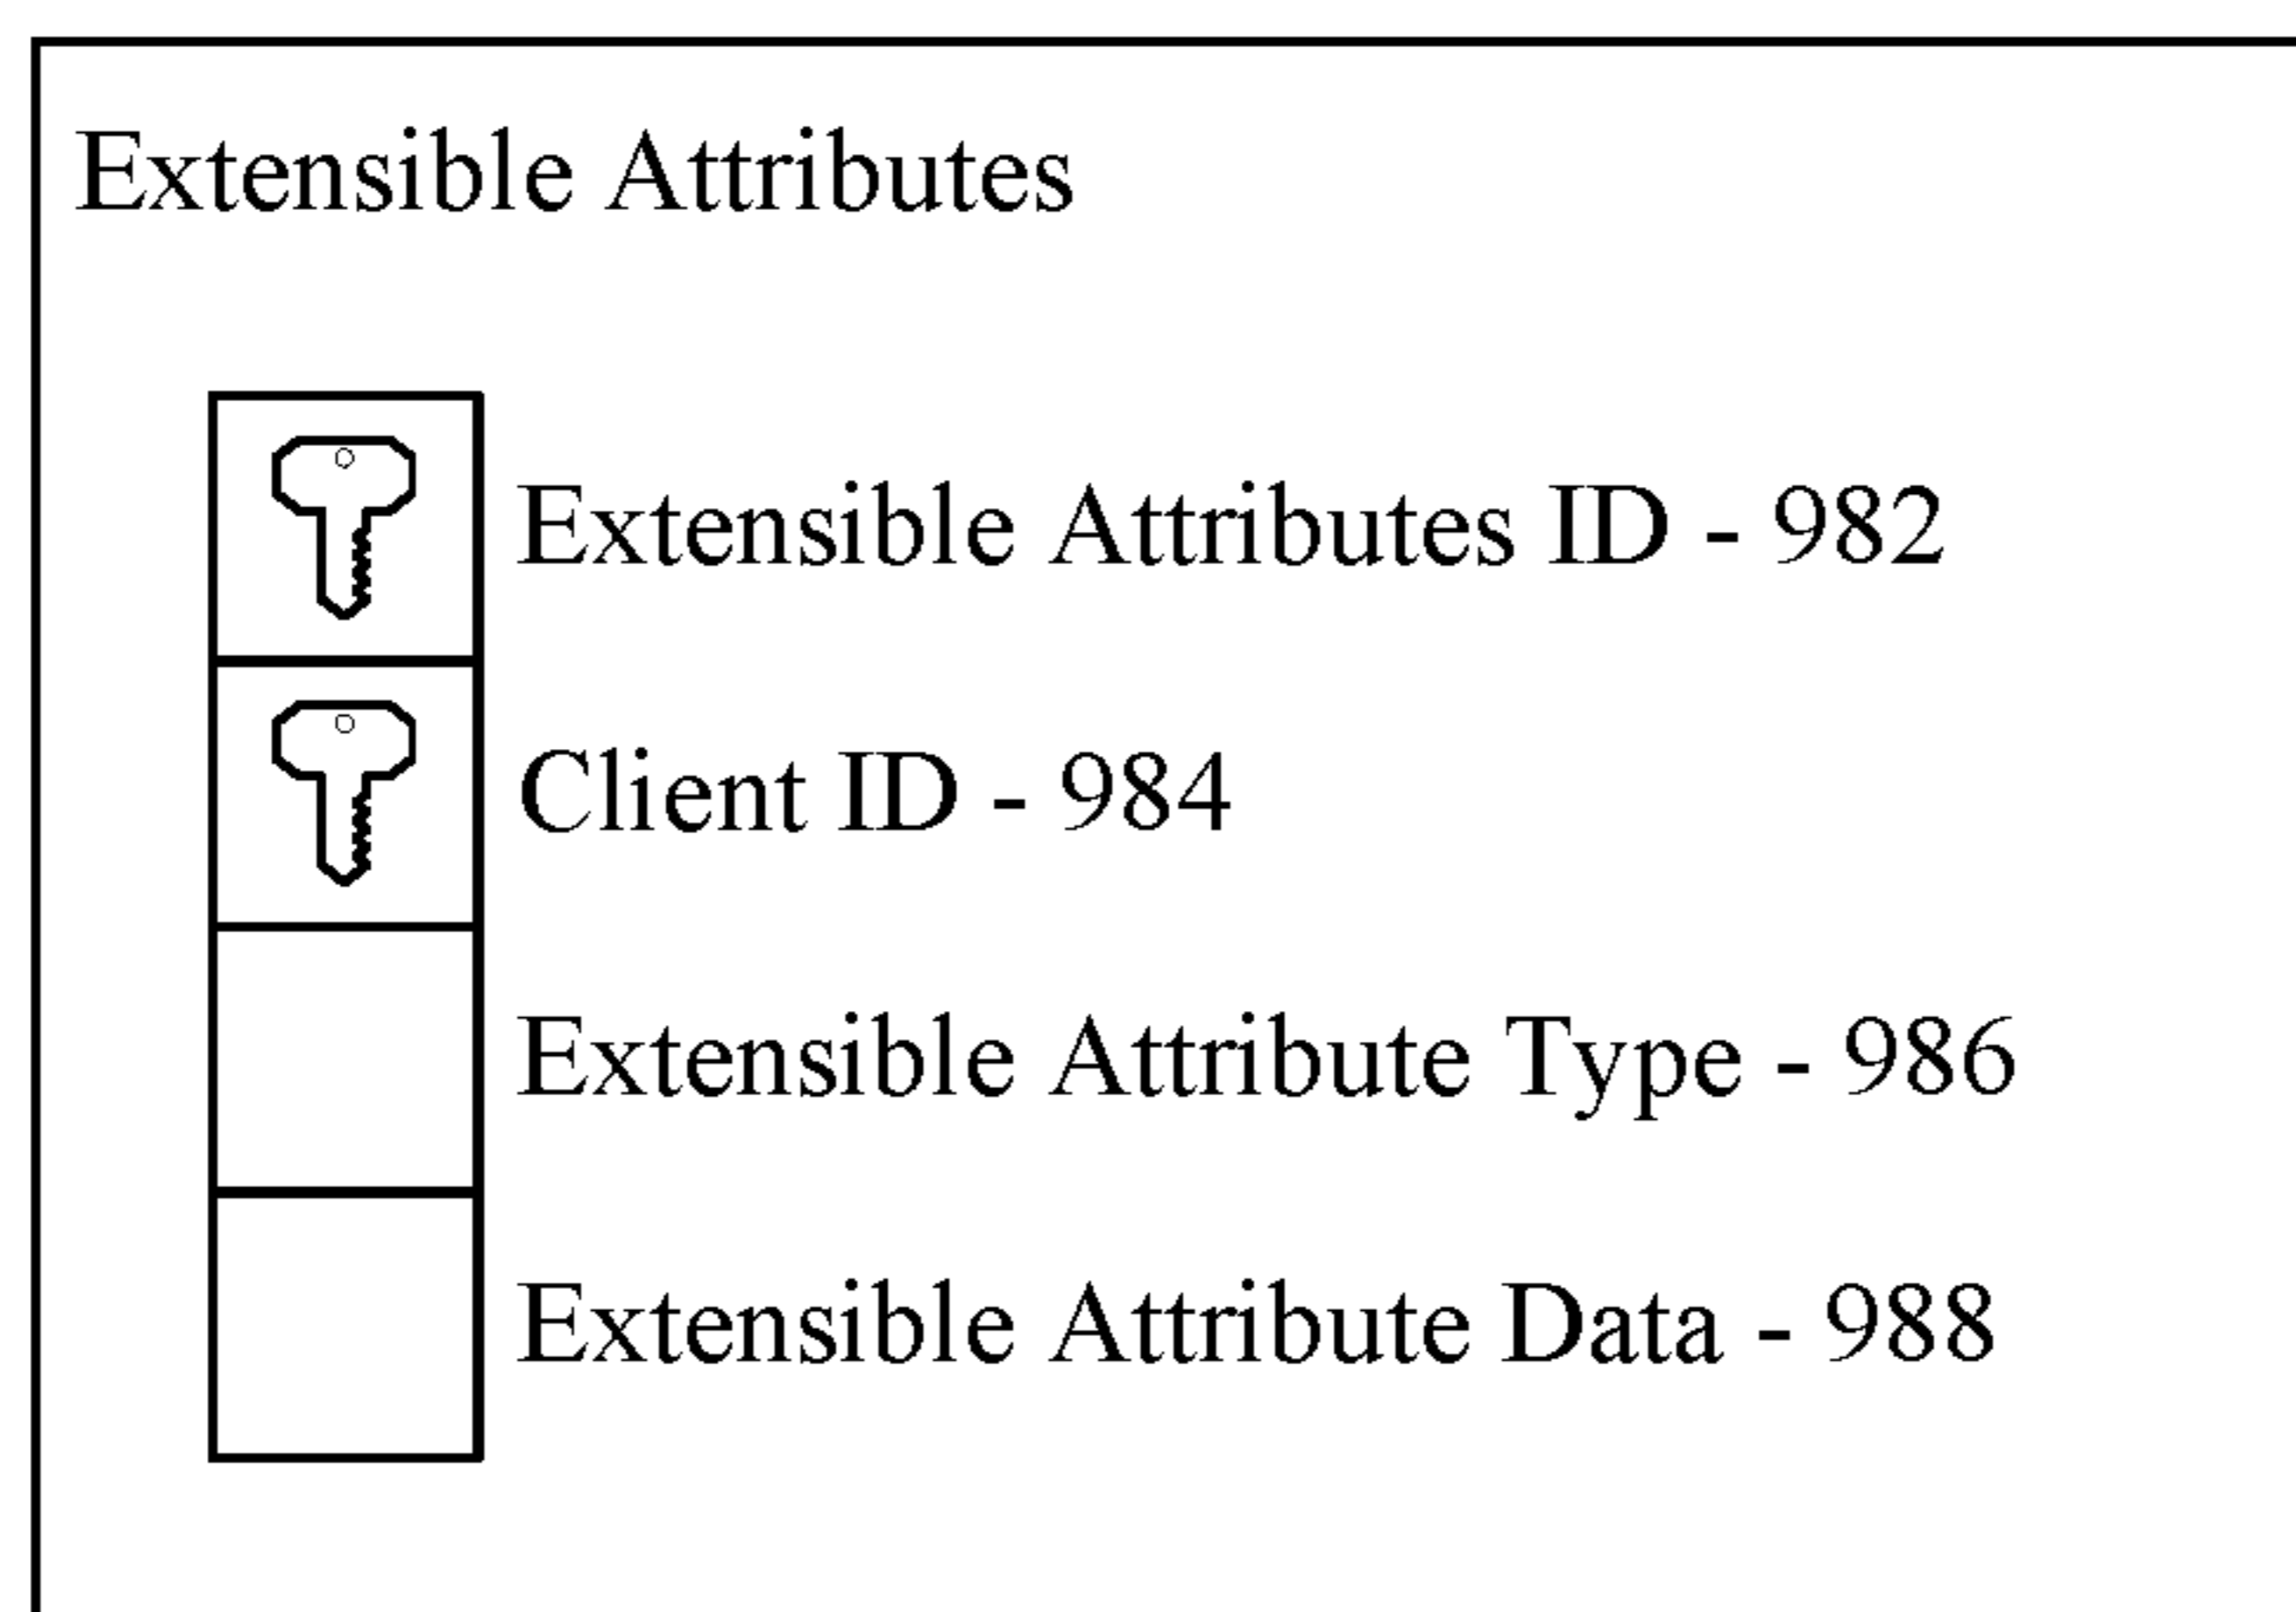 Extensible Attributes
Extensible Attributes ID - 982
Client ID - 984
Extensible Attribute Type - 986
Extensible Attribute Data - 988